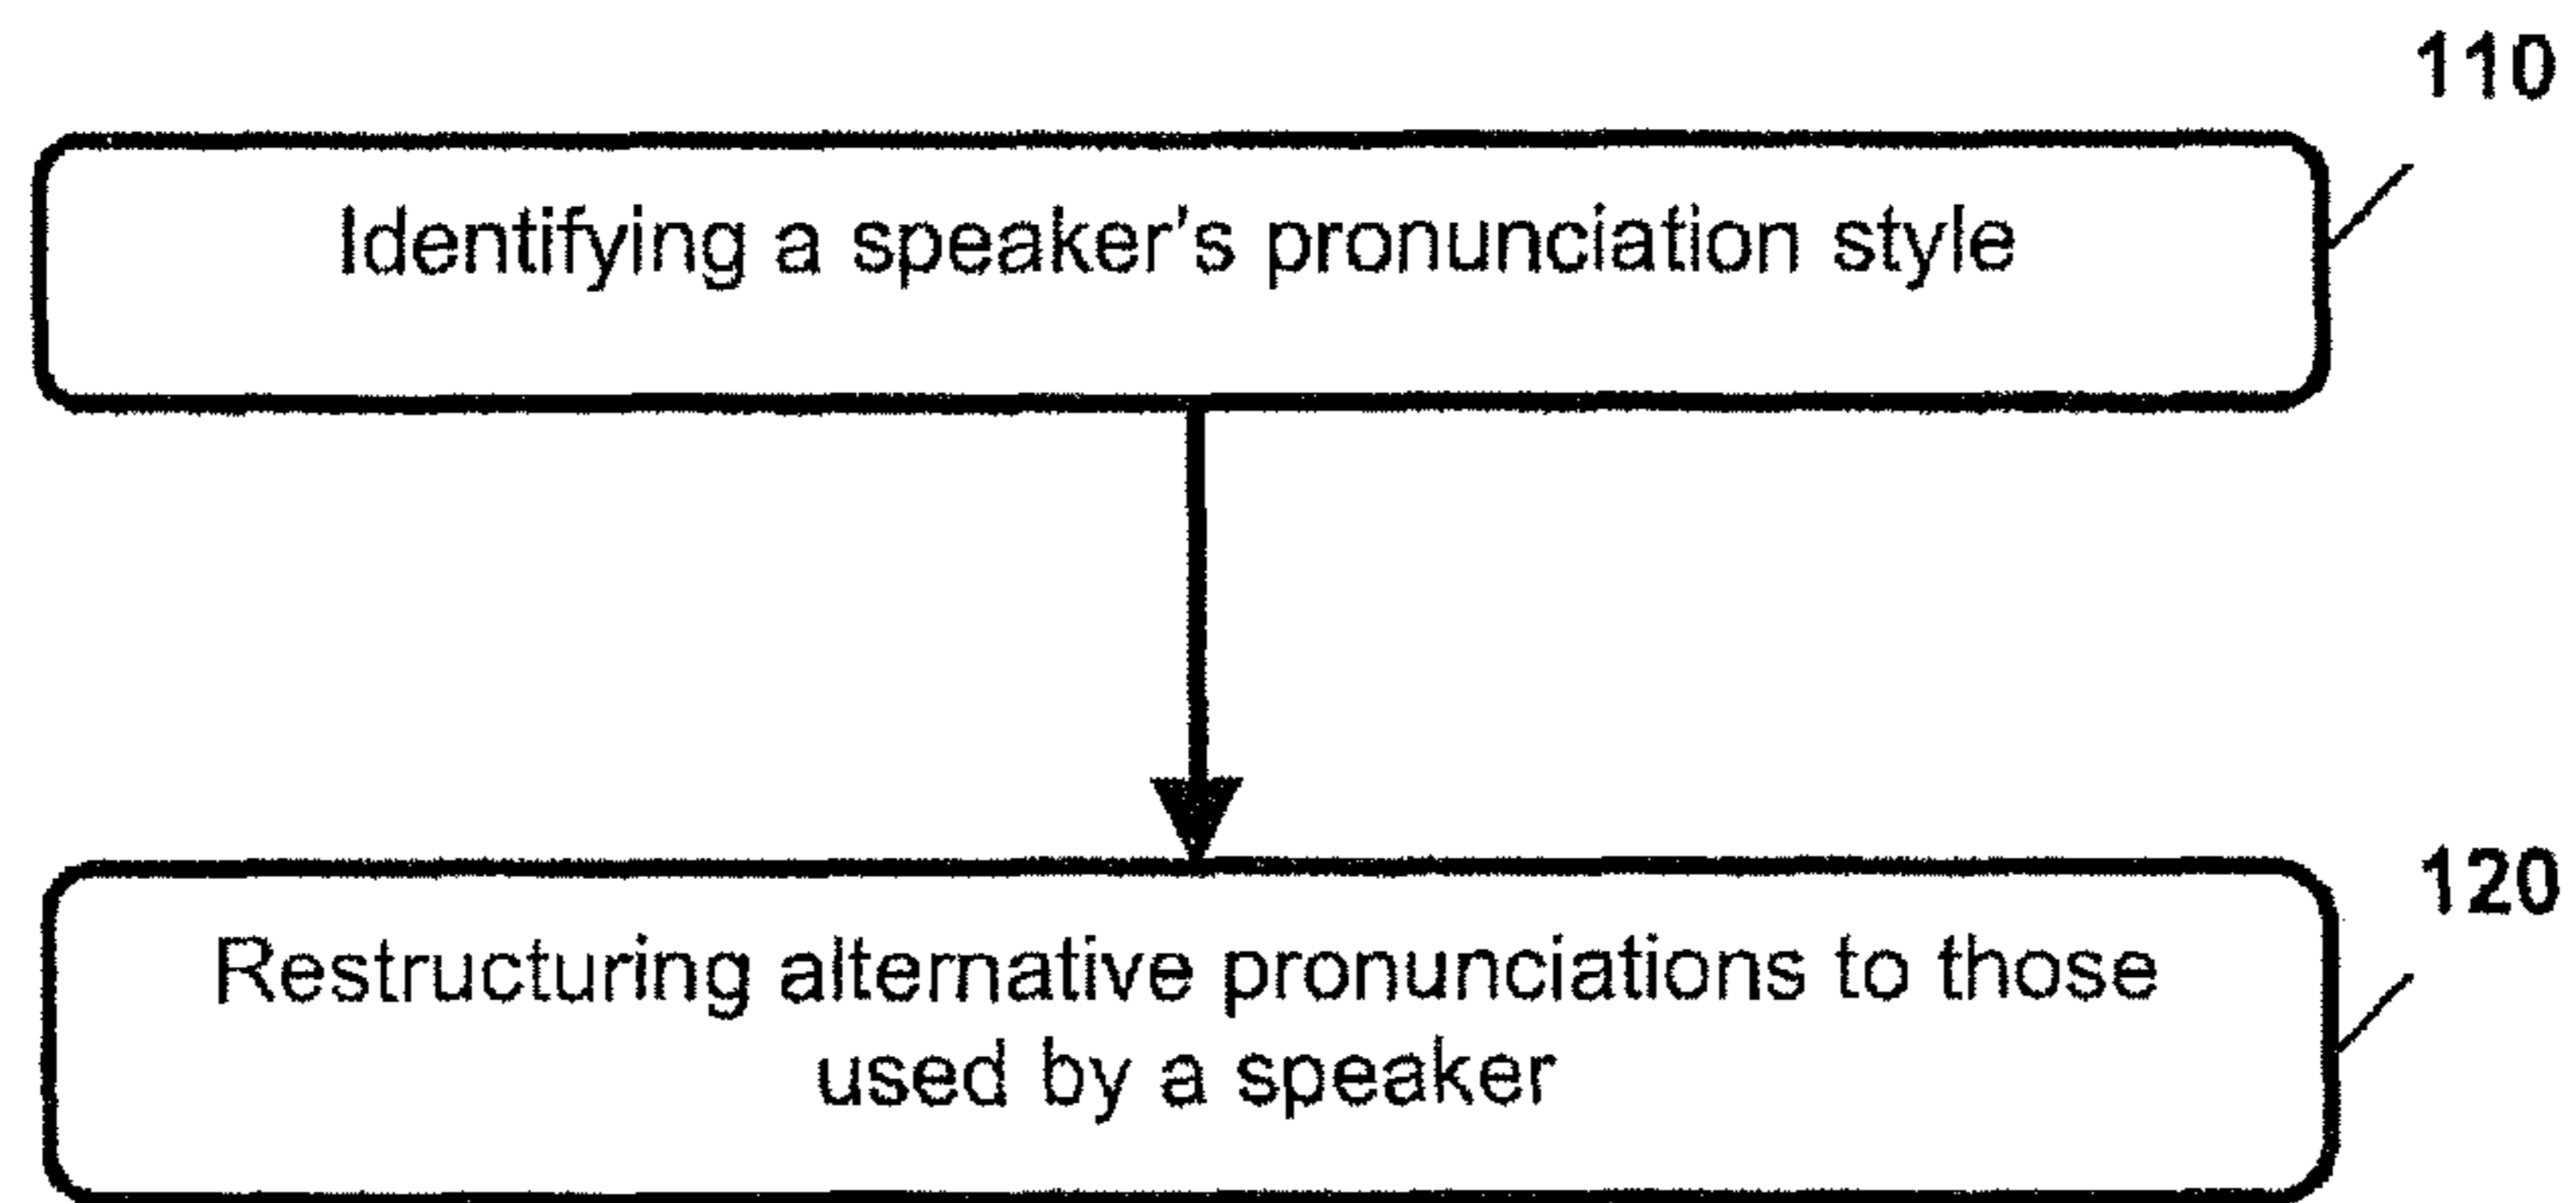 110
Identifying a speaker's pronunciation style
120
Restructuring alternative pronunciations to those
used by a speaker